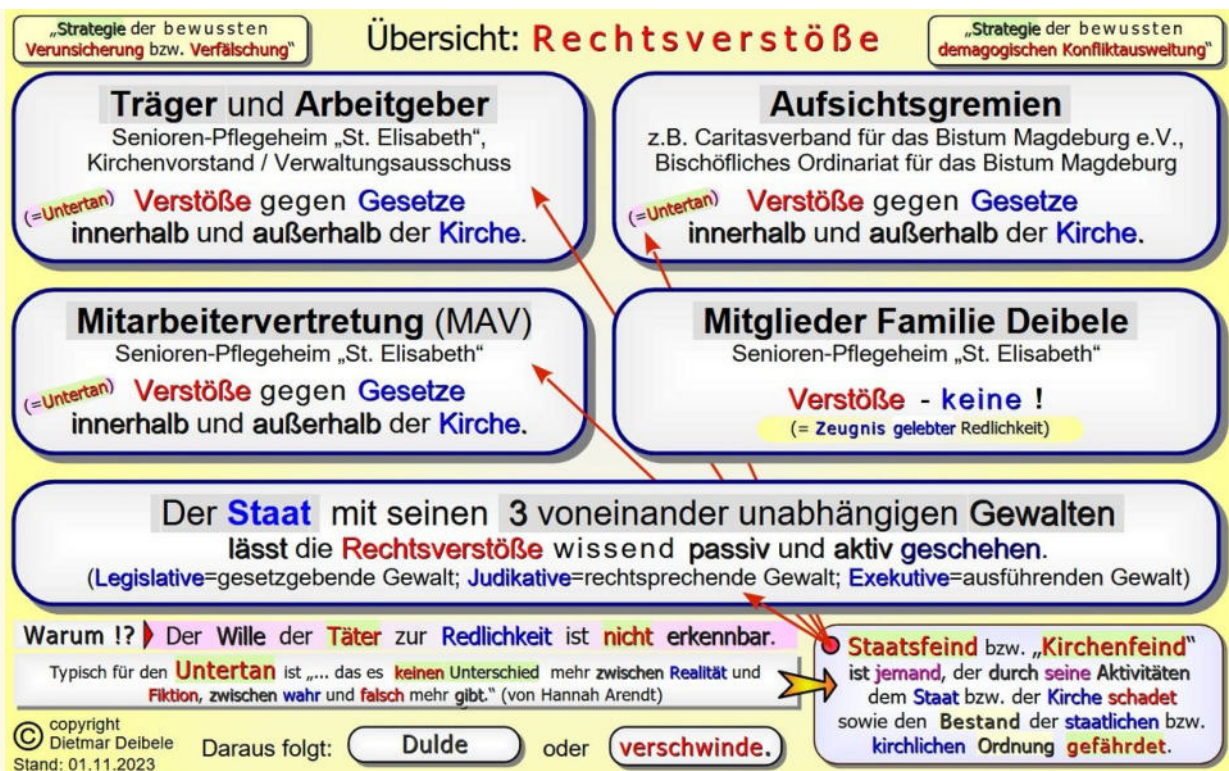 „Strategie der bewussten
Verunsicherung bzw. Verfälschung“
Übersicht: Rechtsverstöße
„Strategie der bewussten
demagogischen Konfliktausweitung“
Träger und Arbeitgeber
Senioren-Pflegeheim „St. Elisabeth“,
Kirchenvorstand / Verwaltungsausschuss
(=Untertan) Verstöße gegen Gesetze
innerhalb und außerhalb der Kirche.
Aufsichtsgremien
z.B. Caritasverband für das Bistum Magdeburg e.V.,
Bischöfliches Ordinariat für das Bistum Magdeburg
(=Untertan) Verstöße gegen Gesetze
innerhalb und außerhalb der Kirche.
Mitarbeitervertretung (MAV)
Senioren-Pflegeheim „St. Elisabeth“
(=Untertan) Verstöße gegen Gesetze
innerhalb und außerhalb der Kirche.
Mitglieder Familie Deibele
Senioren-Pflegeheim „St. Elisabeth“
Verstöße - keine !
(= Zeugnis gelebter Redlichkeit)
Der Staat mit seinen 3 voneinander unabhängigen Gewalten
lässt die Rechtsverstöße wissend passiv und aktiv geschehen.
(Legislative=gesetzgebende Gewalt; Judikative=rechtsprechende Gewalt; Exekutive=ausführenden Gewalt)
Warum !? Der Wille der Täter zur Redlichkeit ist nicht erkennbar.
Typisch für den Untertan ist „... das es keinen Unterschied mehr zwischen Realität und
Fiktion, zwischen wahr und falsch mehr gibt.“ (von Hannah Arendt)
Staatsfeind bzw. „Kirchenfeind“
ist jemand, der durch seine Aktivitäten
dem Staat bzw. der Kirche schadet
sowie den Bestand der staatlichen bzw.
kirchlichen Ordnung gefährdet.
© copyright
Dietmar Deibele
Stand: 01.11.2023
Daraus folgt: Dulde oder verschwinde.